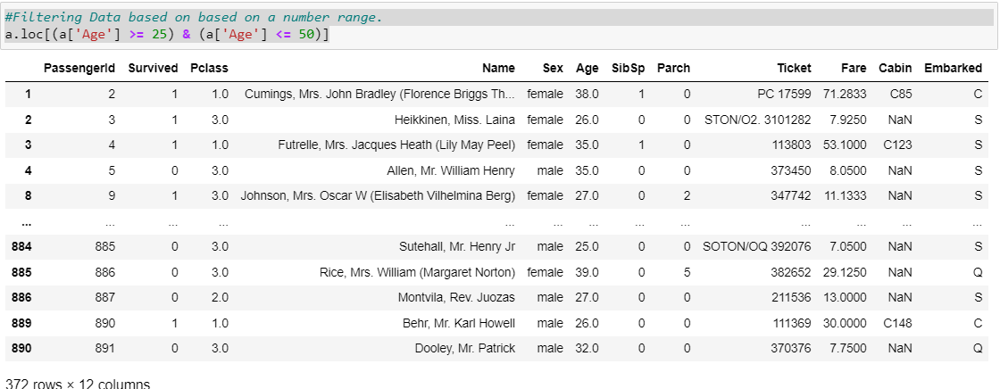 #Filtering Data based on based on a number range.
a.loc[(a['Age'] >= 25) & (a['Age'] <= 50)]
PassengerId Survived Pclass Name Sex Age SibSp Parch Ticket Fare Cabin Embarked
1 2 1 1.0 Cumings, Mrs. John Bradley (Florence Briggs Th... female 38.0 1 0 PC 17599 71.2833 C85 C
2 3 1 3.0 Heikkinen, Miss. Laina female 26.0 0 0 STON/O2. 3101282 7.9250 NaN S
3 4 1 1.0 Futrelle, Mrs. Jacques Heath (Lily May Peel) female 35.0 1 0 113803 53.1000 C123 S
4 5 0 3.0 Allen, Mr. William Henry male 35.0 0 0 373450 8.0500 NaN S
8 9 1 3.0 Johnson, Mrs. Oscar W (Elisabeth Vilhelmina Berg) female 27.0 0 2 347742 11.1333 NaN S
... ... ... ... ... ... ... ... ... ... ... ... ...
884 885 0 3.0 Sutehall, Mr. Henry Jr male 25.0 0 0 SOTON/OQ 392076 7.0500 NaN S
885 886 0 3.0 Rice, Mrs. William (Margaret Norton) female 39.0 0 5 382652 29.1250 NaN Q
886 887 0 2.0 Montvila, Rev. Juozas male 27.0 0 0 211536 13.0000 NaN S
889 890 1 1.0 Behr, Mr. Karl Howell male 26.0 0 0 111369 30.0000 C148 C
890 891 0 3.0 Dooley, Mr. Patrick male 32.0 0 0 370376 7.7500 NaN Q
372 rows × 12 columns